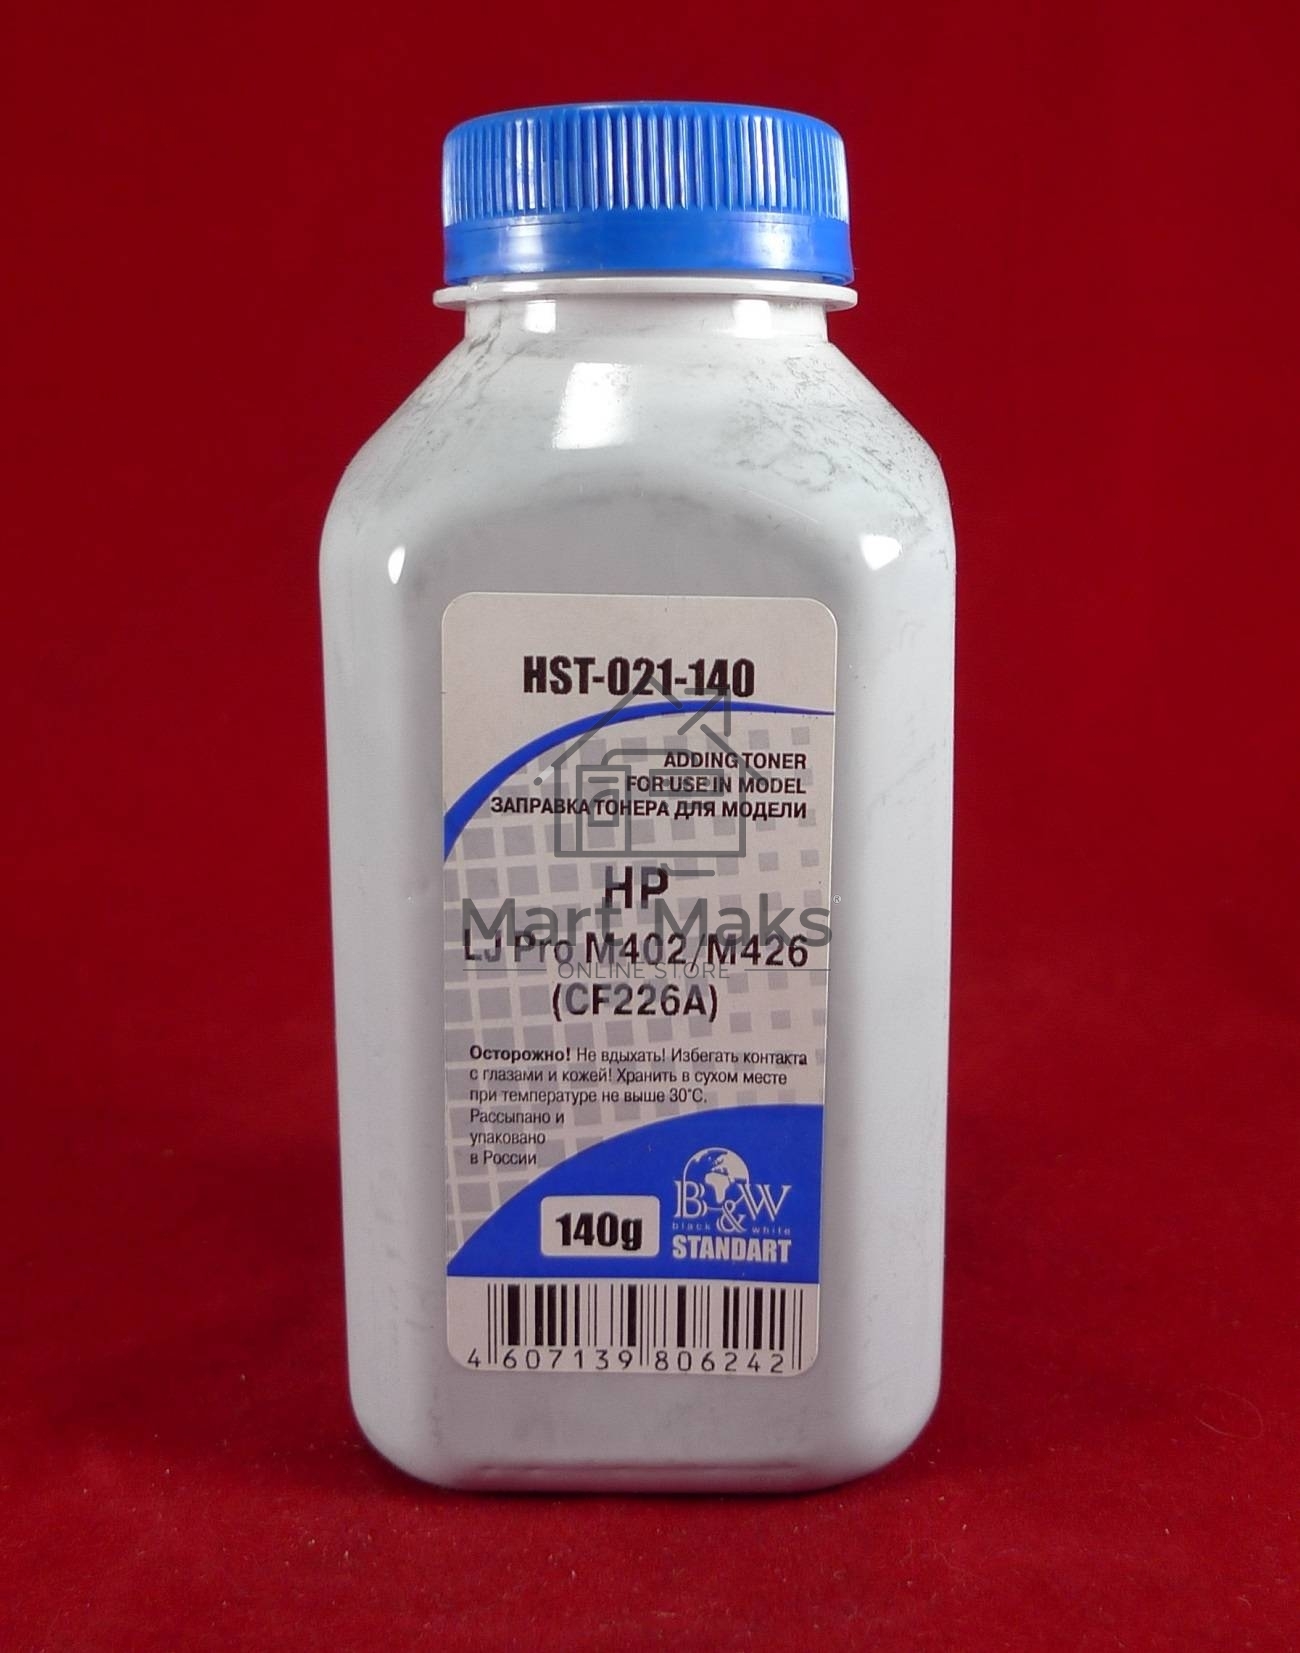 HST-021-140
ADDING TONER
FOR USE IN MODEL
ЗАПРАВКА ТОНЕРА ДЛЯ МОДЕЛИ
HP
Mart Maks®
LJ Pro M402/M426
ONLINE STORE
(CF226A)
Осторожно! Не вдыхать! Избегать контакта
с глазами и кожей! Хранить в сухом месте
при температуре не выше 30°C.
Рассыпано и
упаковано
в России
B&W
black & white
140g
STANDART
4 607139 806242